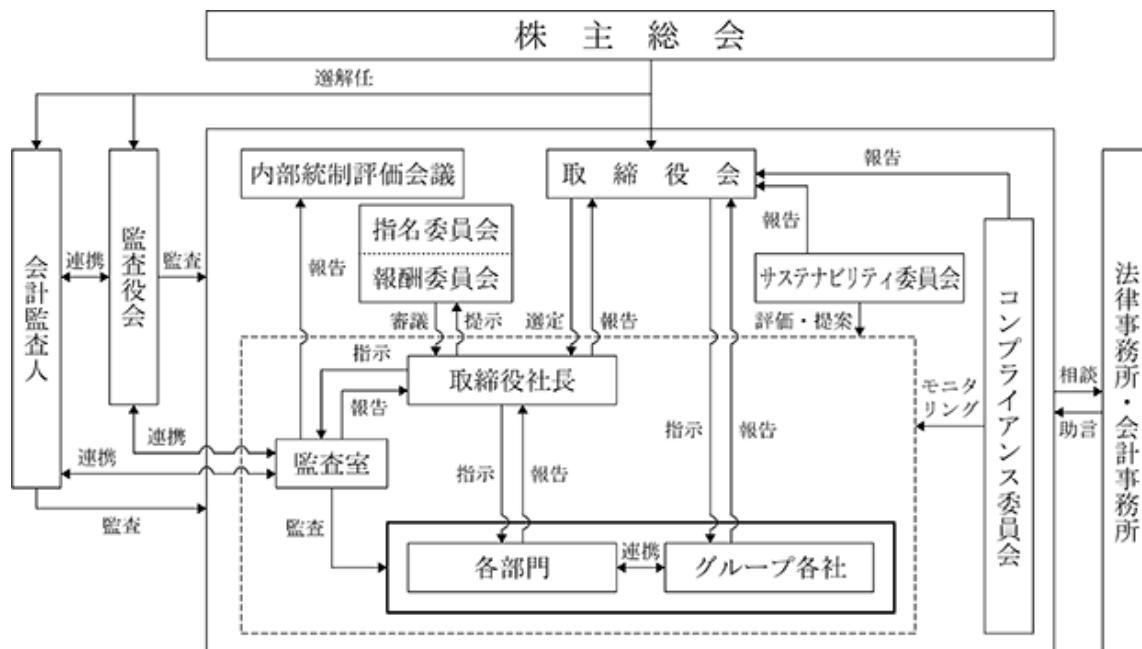 株主総会
選解任
内部統制評価会議
取締役会
報告
報告
指名委員会
報酬委員会
サステナビリティ委員会
会計監査人
連携
監査役会
監査
報告
審議
提示
選定
報告
評価・提案
コンプライアンス委員会
法律事務所・会計事務所
指示
取締役社長
報告
モニタ
リング
相談
助言
連携
連携
監査室
指示
報告
指示
報告
監査
監査
各部門
連携
グループ各社